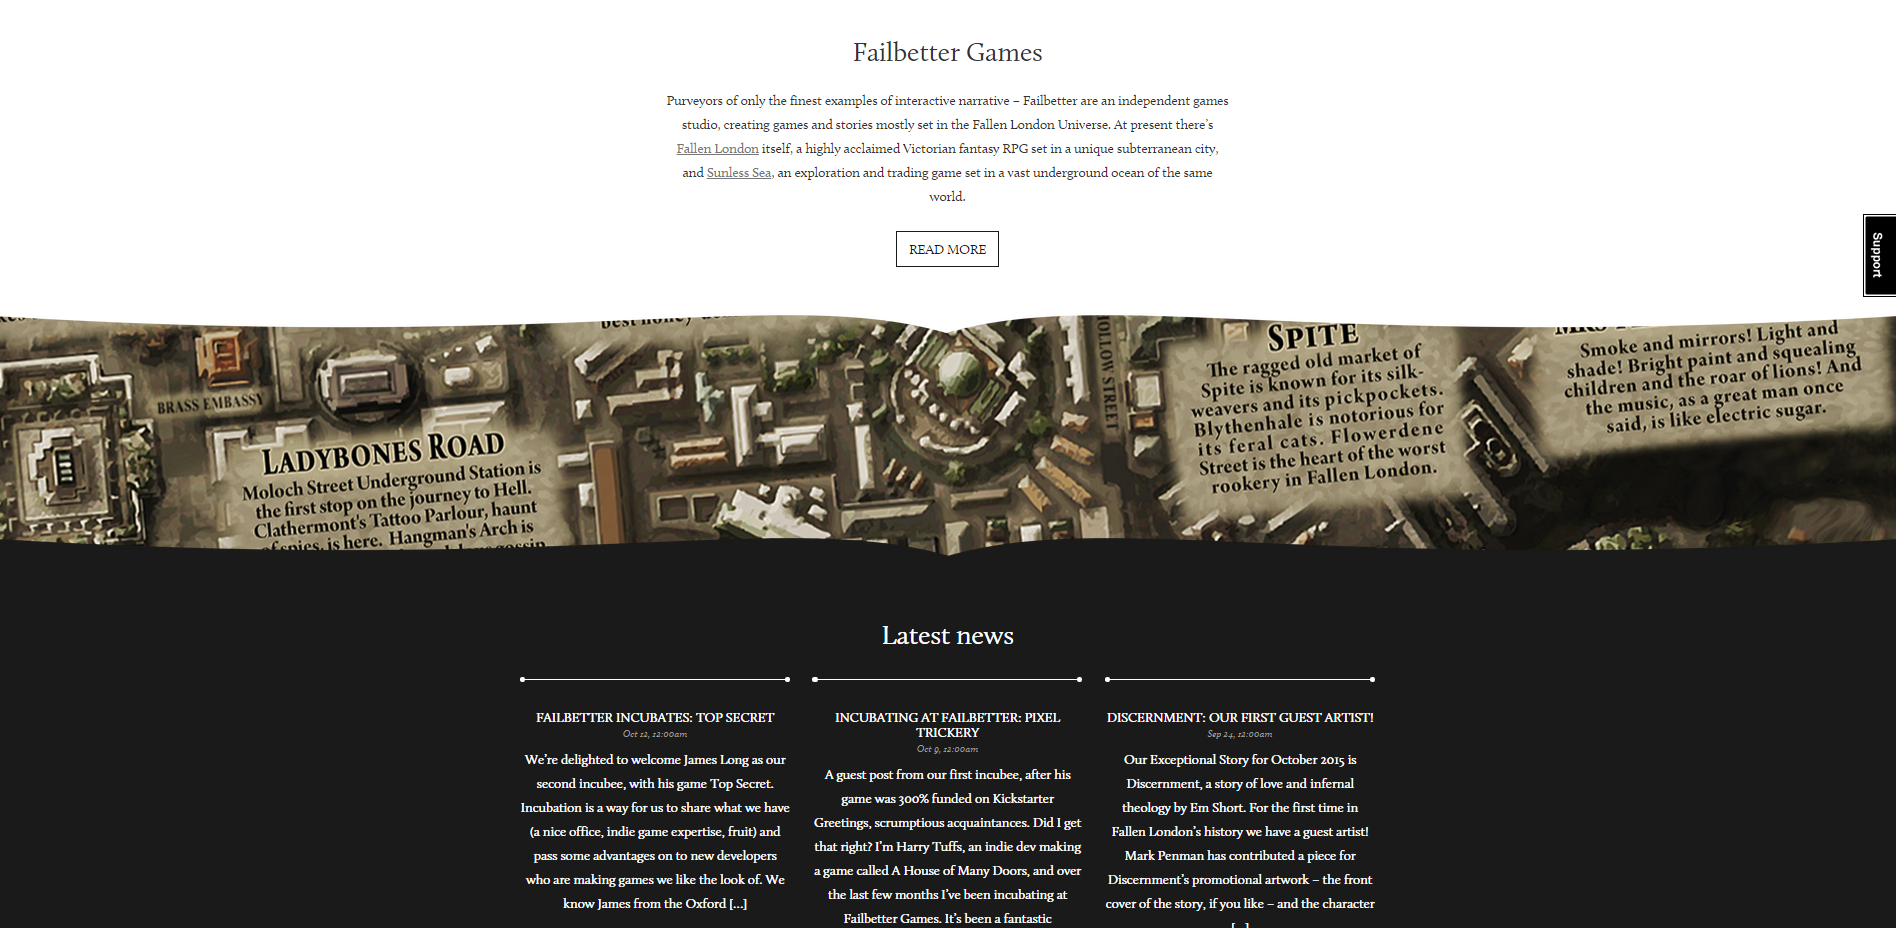 Failbetter Games
Purveyors of only the finest examples of interactive narrative – Failbetter are an independent games
studio, creating games and stories mostly set in the Fallen London Universe. At present there's
Fallen London itself, a highly acclaimed Victorian fantasy RPG set in a unique subterranean city,
and Sunless Sea, an exploration and trading game set in a vast underground ocean of the same
world.
READ MORE
Support
BRASS EMBASSY
LADYBONES ROAD
Moloch Street Underground Station is
the first stop on the journey to Hell.
Clathermont's Tattoo Parlour, haunt
of spies, is here. Hangman's Arch is
best honey
HOLLOW STREET
SPITE
The ragged old market of
Spite is known for its silk-
weavers and its pickpockets.
Blythenhale is notorious for
its feral cats. Flowerdene
Street is the heart of the worst
rookery in Fallen London.
Smoke and mirrors! Light and
shade! Bright paint and squealing
children and the roar of lions! And
the music, as a great man once
said, is like electric sugar.
Latest news
FAILBETTER INCUBATES: TOP SECRET
Oct 12, 12:00am
We're delighted to welcome James Long as our
second incubee, with his game Top Secret.
Incubation is a way for us to share what we have
(a nice office, indie game expertise, fruit) and
pass some advantages on to new developers
who are making games we like the look of. We
know James from the Oxford [...]
INCUBATING AT FAILBETTER: PIXEL
TRICKERY
Oct 9, 12:00am
A guest post from our first incubee, after his
game was 300% funded on Kickstarter
Greetings, scrumptious acquaintances. Did I get
that right? I'm Harry Tuffs, an indie dev making
a game called A House of Many Doors, and over
the last few months I've been incubating at
Failbetter Games. It's been a fantastic
DISCERNMENT: OUR FIRST GUEST ARTIST!
Sep 24, 12:00am
Our Exceptional Story for October 2015 is
Discernment, a story of love and infernal
theology by Em Short. For the first time in
Fallen London's history we have a guest artist!
Mark Penman has contributed a piece for
Discernment's promotional artwork – the front
cover of the story, if you like – and the character
[...]